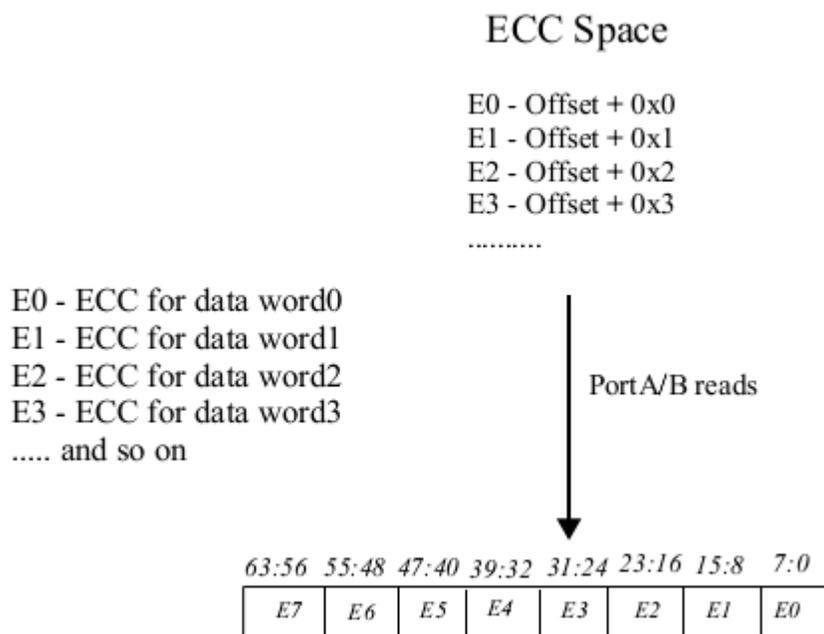 ECC Space
E0 - Offset + 0x0
E1 - Offset + 0x1
E2 - Offset + 0x2
E3 - Offset + 0x3
..........
E0 - ECC for data word0
E1 - ECC for data word1
E2 - ECC for data word2
E3 - ECC for data word3
..... and so on
PortA/B reads
63:56 55:48 47:40 39:32 31:24 23:16 15:8 7:0
E7 E6 E5 E4 E3 E2 E1 E0